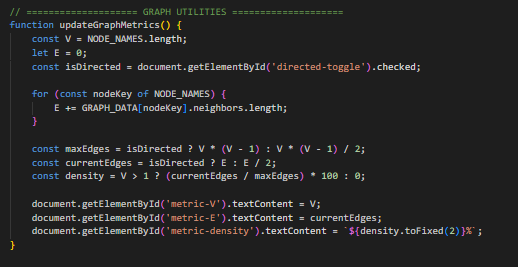 // ==================== GRAPH UTILITIES ====================
function updateGraphMetrics() {
    const V = NODE_NAMES.length;
    let E = 0;
    const isDirected = document.getElementById('directed-toggle').checked;

    for (const nodeKey of NODE_NAMES) {
        E += GRAPH_DATA[nodeKey].neighbors.length;
    }

    const maxEdges = isDirected ? V * (V - 1) : V * (V - 1) / 2;
    const currentEdges = isDirected ? E : E / 2;
    const density = V > 1 ? (currentEdges / maxEdges) * 100 : 0;

    document.getElementById('metric-V').textContent = V;
    document.getElementById('metric-E').textContent = currentEdges;
    document.getElementById('metric-density').textContent = `${density.toFixed(2)}%`;
}